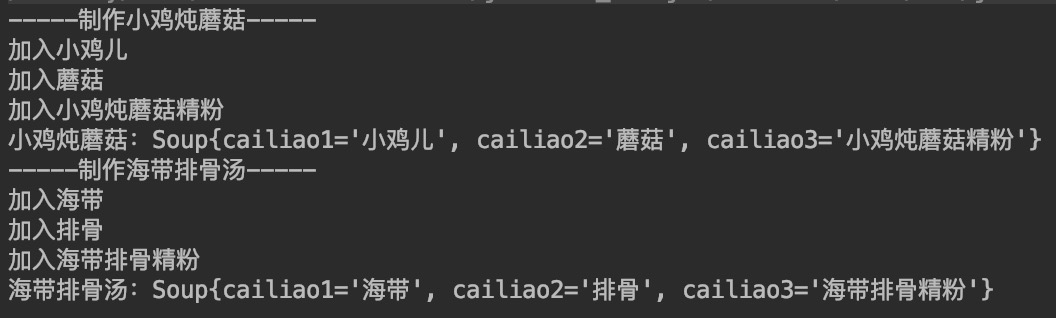 -----制作小鸡炖蘑菇-----
加入小鸡儿
加入蘑菇
加入小鸡炖蘑菇精粉
小鸡炖蘑菇：Soup{cailiao1='小鸡儿', cailiao2='蘑菇', cailiao3='小鸡炖蘑菇精粉'}
-----制作海带排骨汤-----
加入海带
加入排骨
加入海带排骨精粉
海带排骨汤：Soup{cailiao1='海带', cailiao2='排骨', cailiao3='海带排骨精粉'}